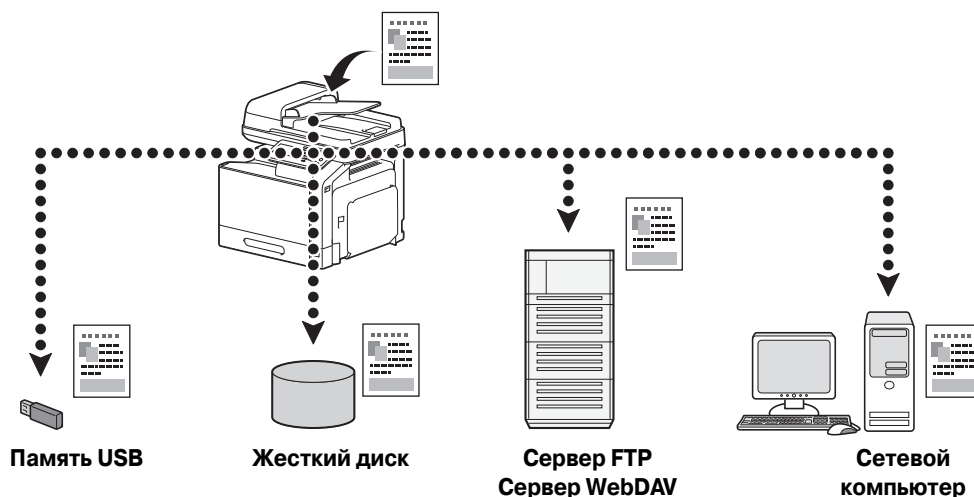 Память USB
Жесткий диск
Сервер FTP
Сервер WebDAV
Сетевой
компьютер